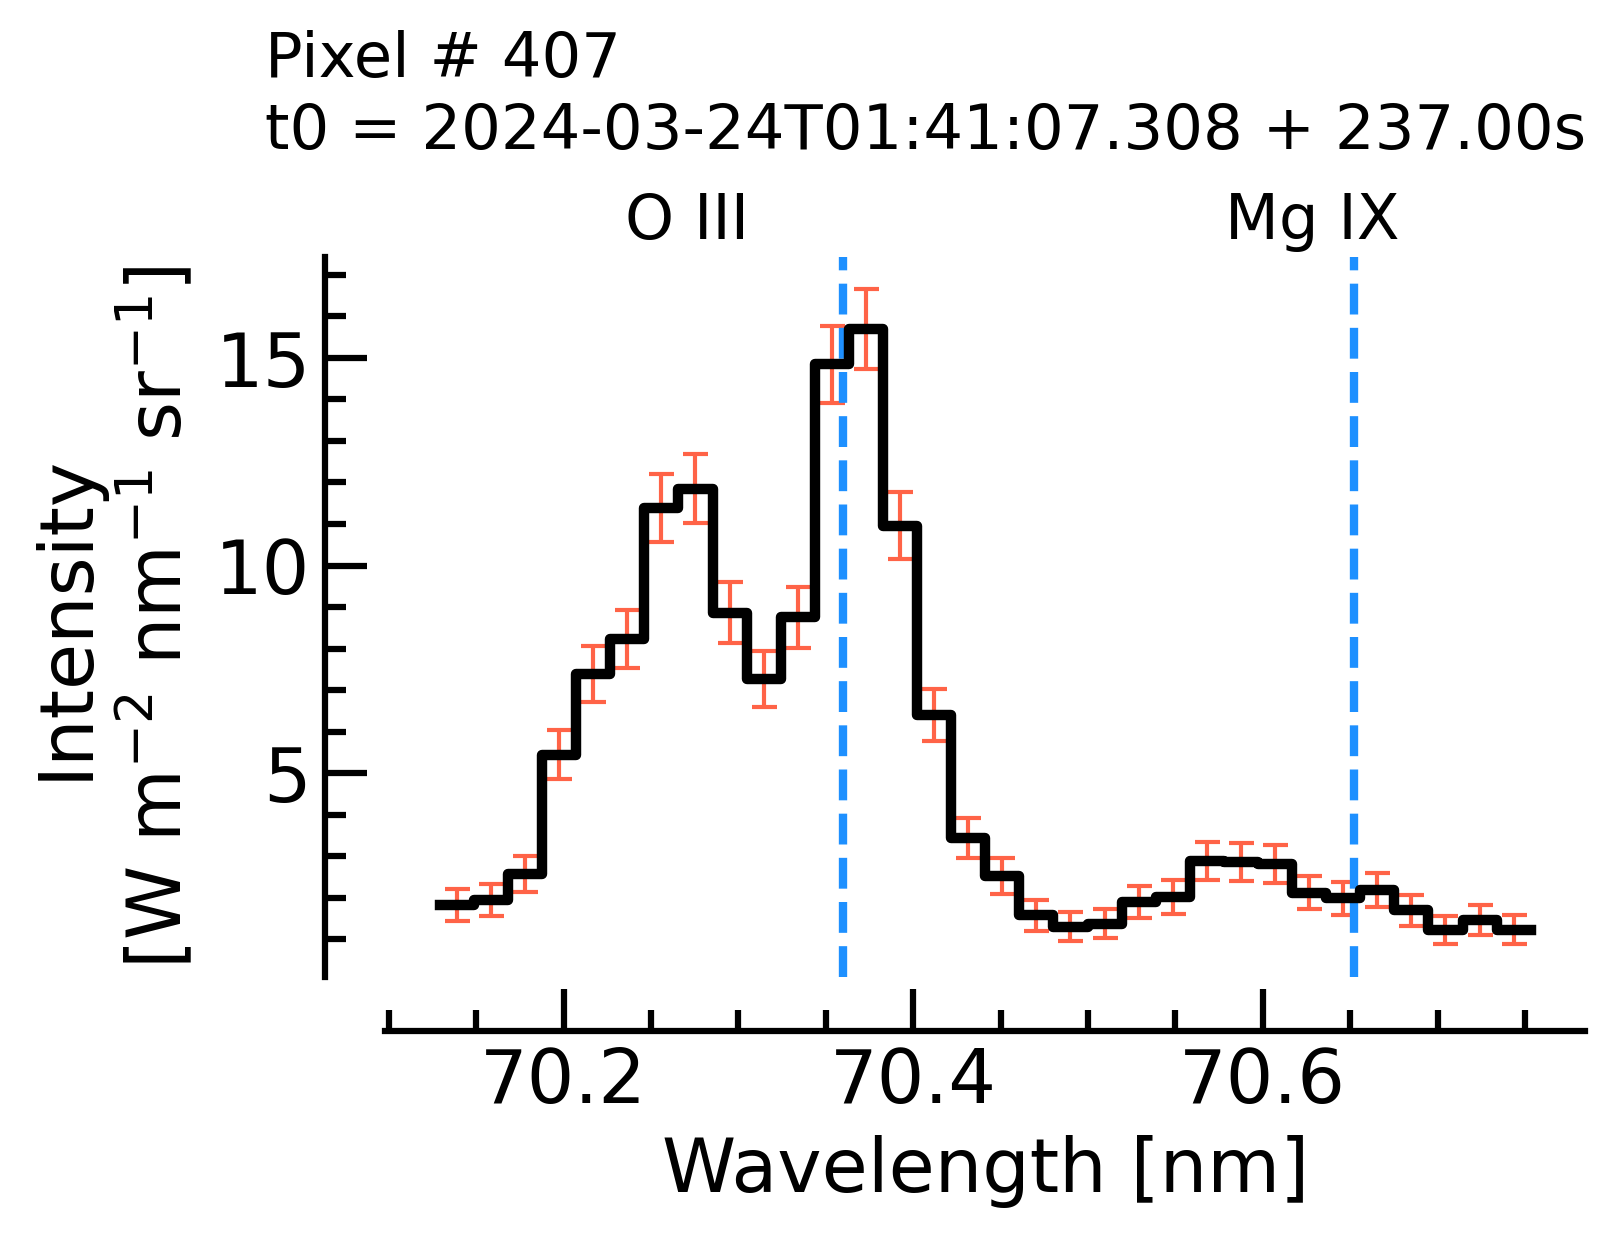 Pixel # 407
t0 = 2024-03-24T01:41:07.308 + 237.00s
O III
Mg IX
Intensity
[W m⁻² nm⁻¹ sr⁻¹]
15
10
5
70.2
70.4
70.6
Wavelength [nm]